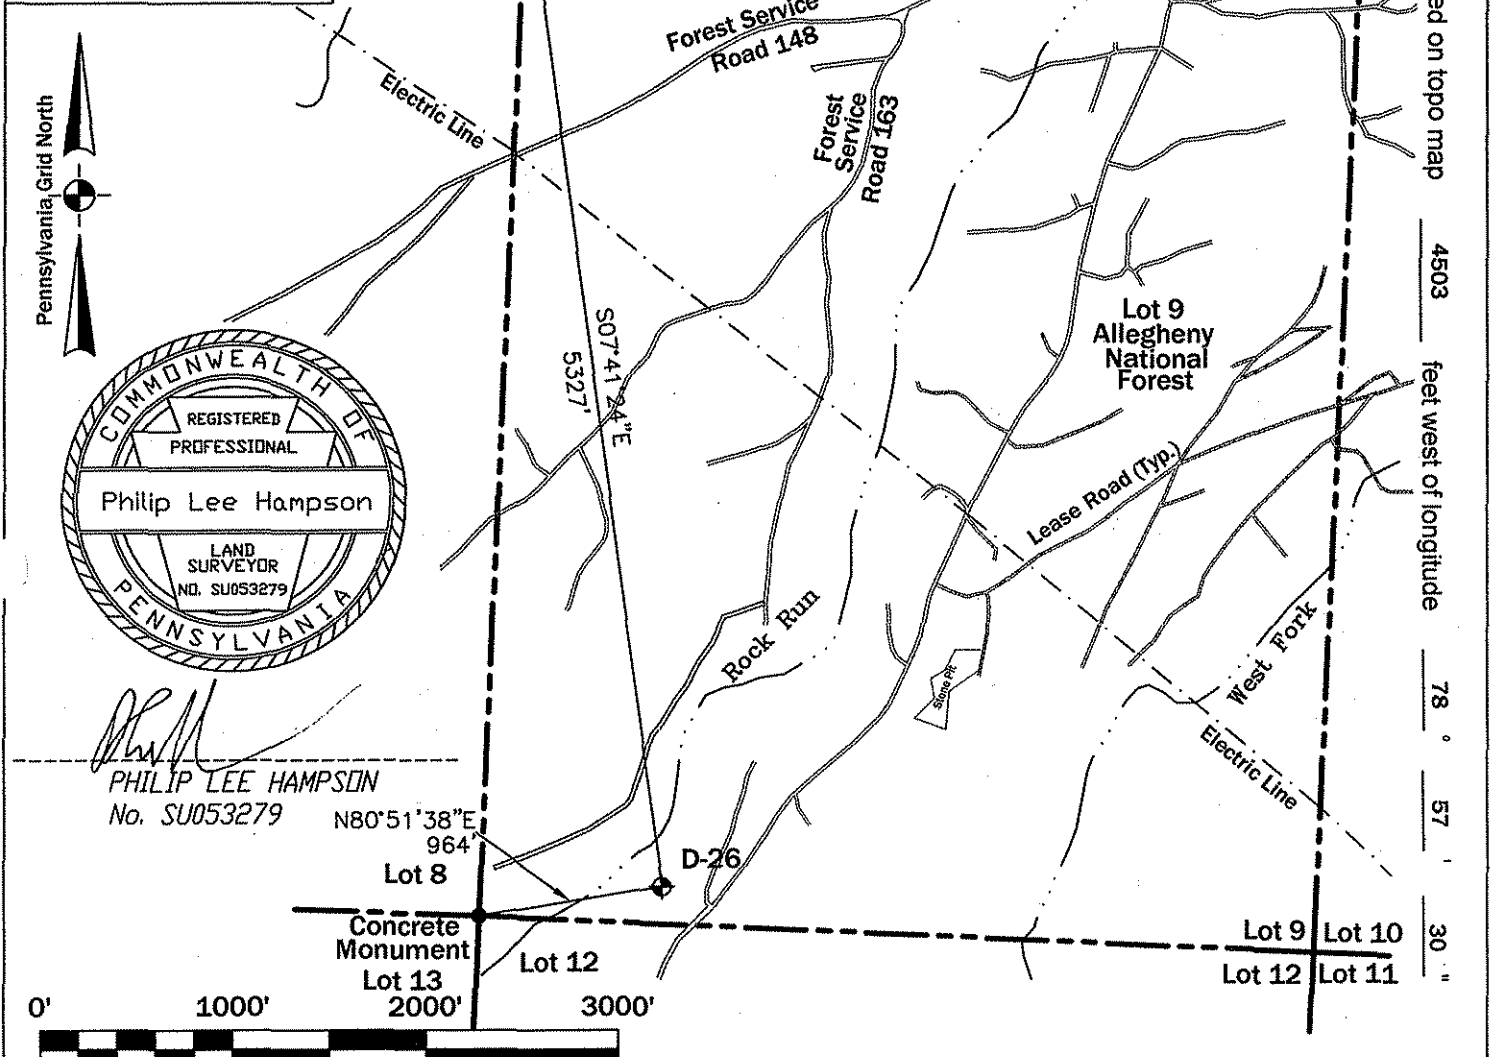 Forest Service
Road 148
Electric Line
Pennsylvania Grid North
Forest
Service
Road 163
S07°41'24"E
5327'
Lot 9
Allegheny
National
Forest
COMMONWEALTH OF
REGISTERED
PROFESSIONAL
Philip Lee Hampson
LAND
SURVEYOR
NO. SU053279
PENNSYLVANIA
Lease Road (Typ.)
Rock Run
Stone Pit
West Fork
Electric Line
PHILIP LEE HAMPSON
No. SU053279
N80°51'38"E
964'
D-26
Lot 8
Concrete
Monument
Lot 13
Lot 12
Lot 9
Lot 10
Lot 12
Lot 11
0' 1000' 2000' 3000'
ed on topo map 4503 feet west of longitude 78 ° 57 ' 30 "